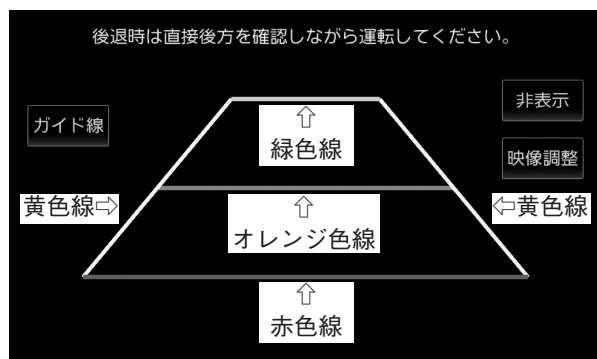 後退時は直接後方を確認しながら運転してください。
ガイド線
非表示
映像調整
⇧
緑色線
黄色線⇨
⇦黄色線
⇧
オレンジ色線
⇧
赤色線